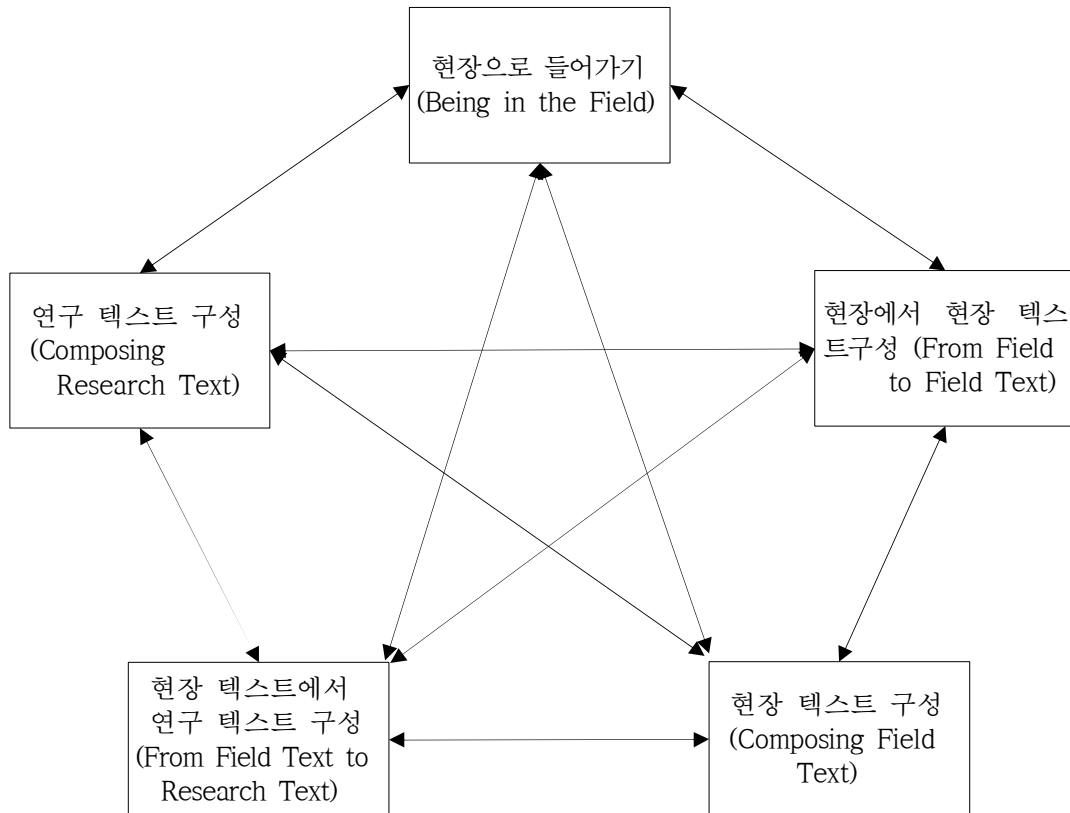 현장으로 들어가기
(Being in the Field)
연구 텍스트 구성
(Composing
Research Text)
현장에서 현장 텍스
트구성 (From Field
to Field Text)
현장 텍스트에서
연구 텍스트 구성
(From Field Text to
Research Text)
현장 텍스트 구성
(Composing Field
Text)